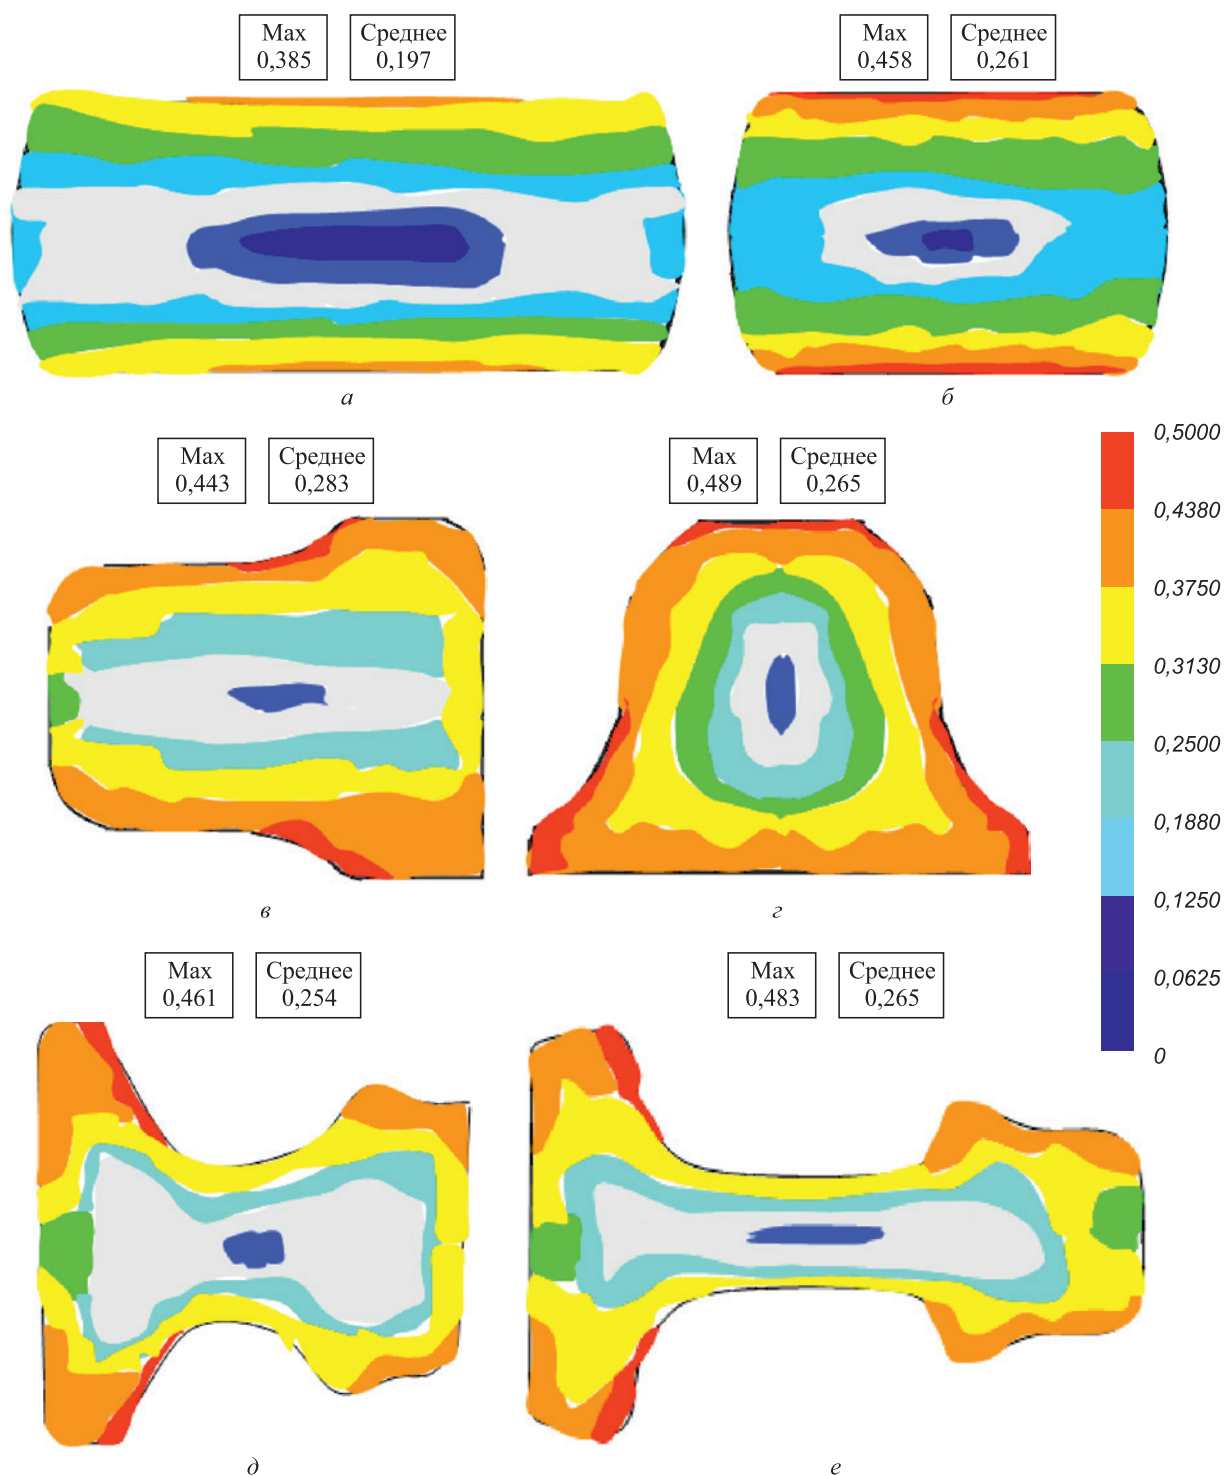 Max
0,385
Среднее
0,197
Max
0,458
Среднее
0,261
а
б
Max
0,443
Среднее
0,283
Max
0,489
Среднее
0,265
в
г
0,5000
0,4380
0,3750
0,3130
0,2500
0,1880
0,1250
0,0625
0
Max
0,461
Среднее
0,254
Max
0,483
Среднее
0,265
д
е